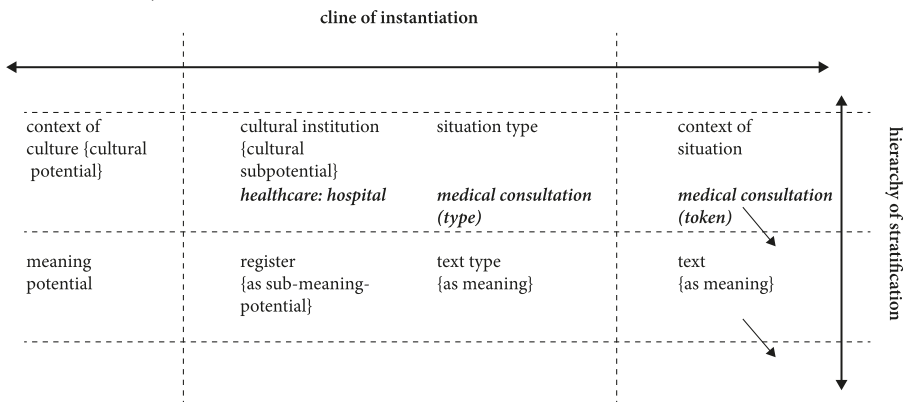 cline of instantiation
context of
culture {cultural
potential}
cultural institution
{cultural
subpotential}
healthcare: hospital
situation type
medical consultation
(type)
context of
situation
medical consultation
(token)
meaning
potential
register
{as sub-meaning-
potential}
text type
{as meaning}
text
{as meaning}
hierarchy of stratification